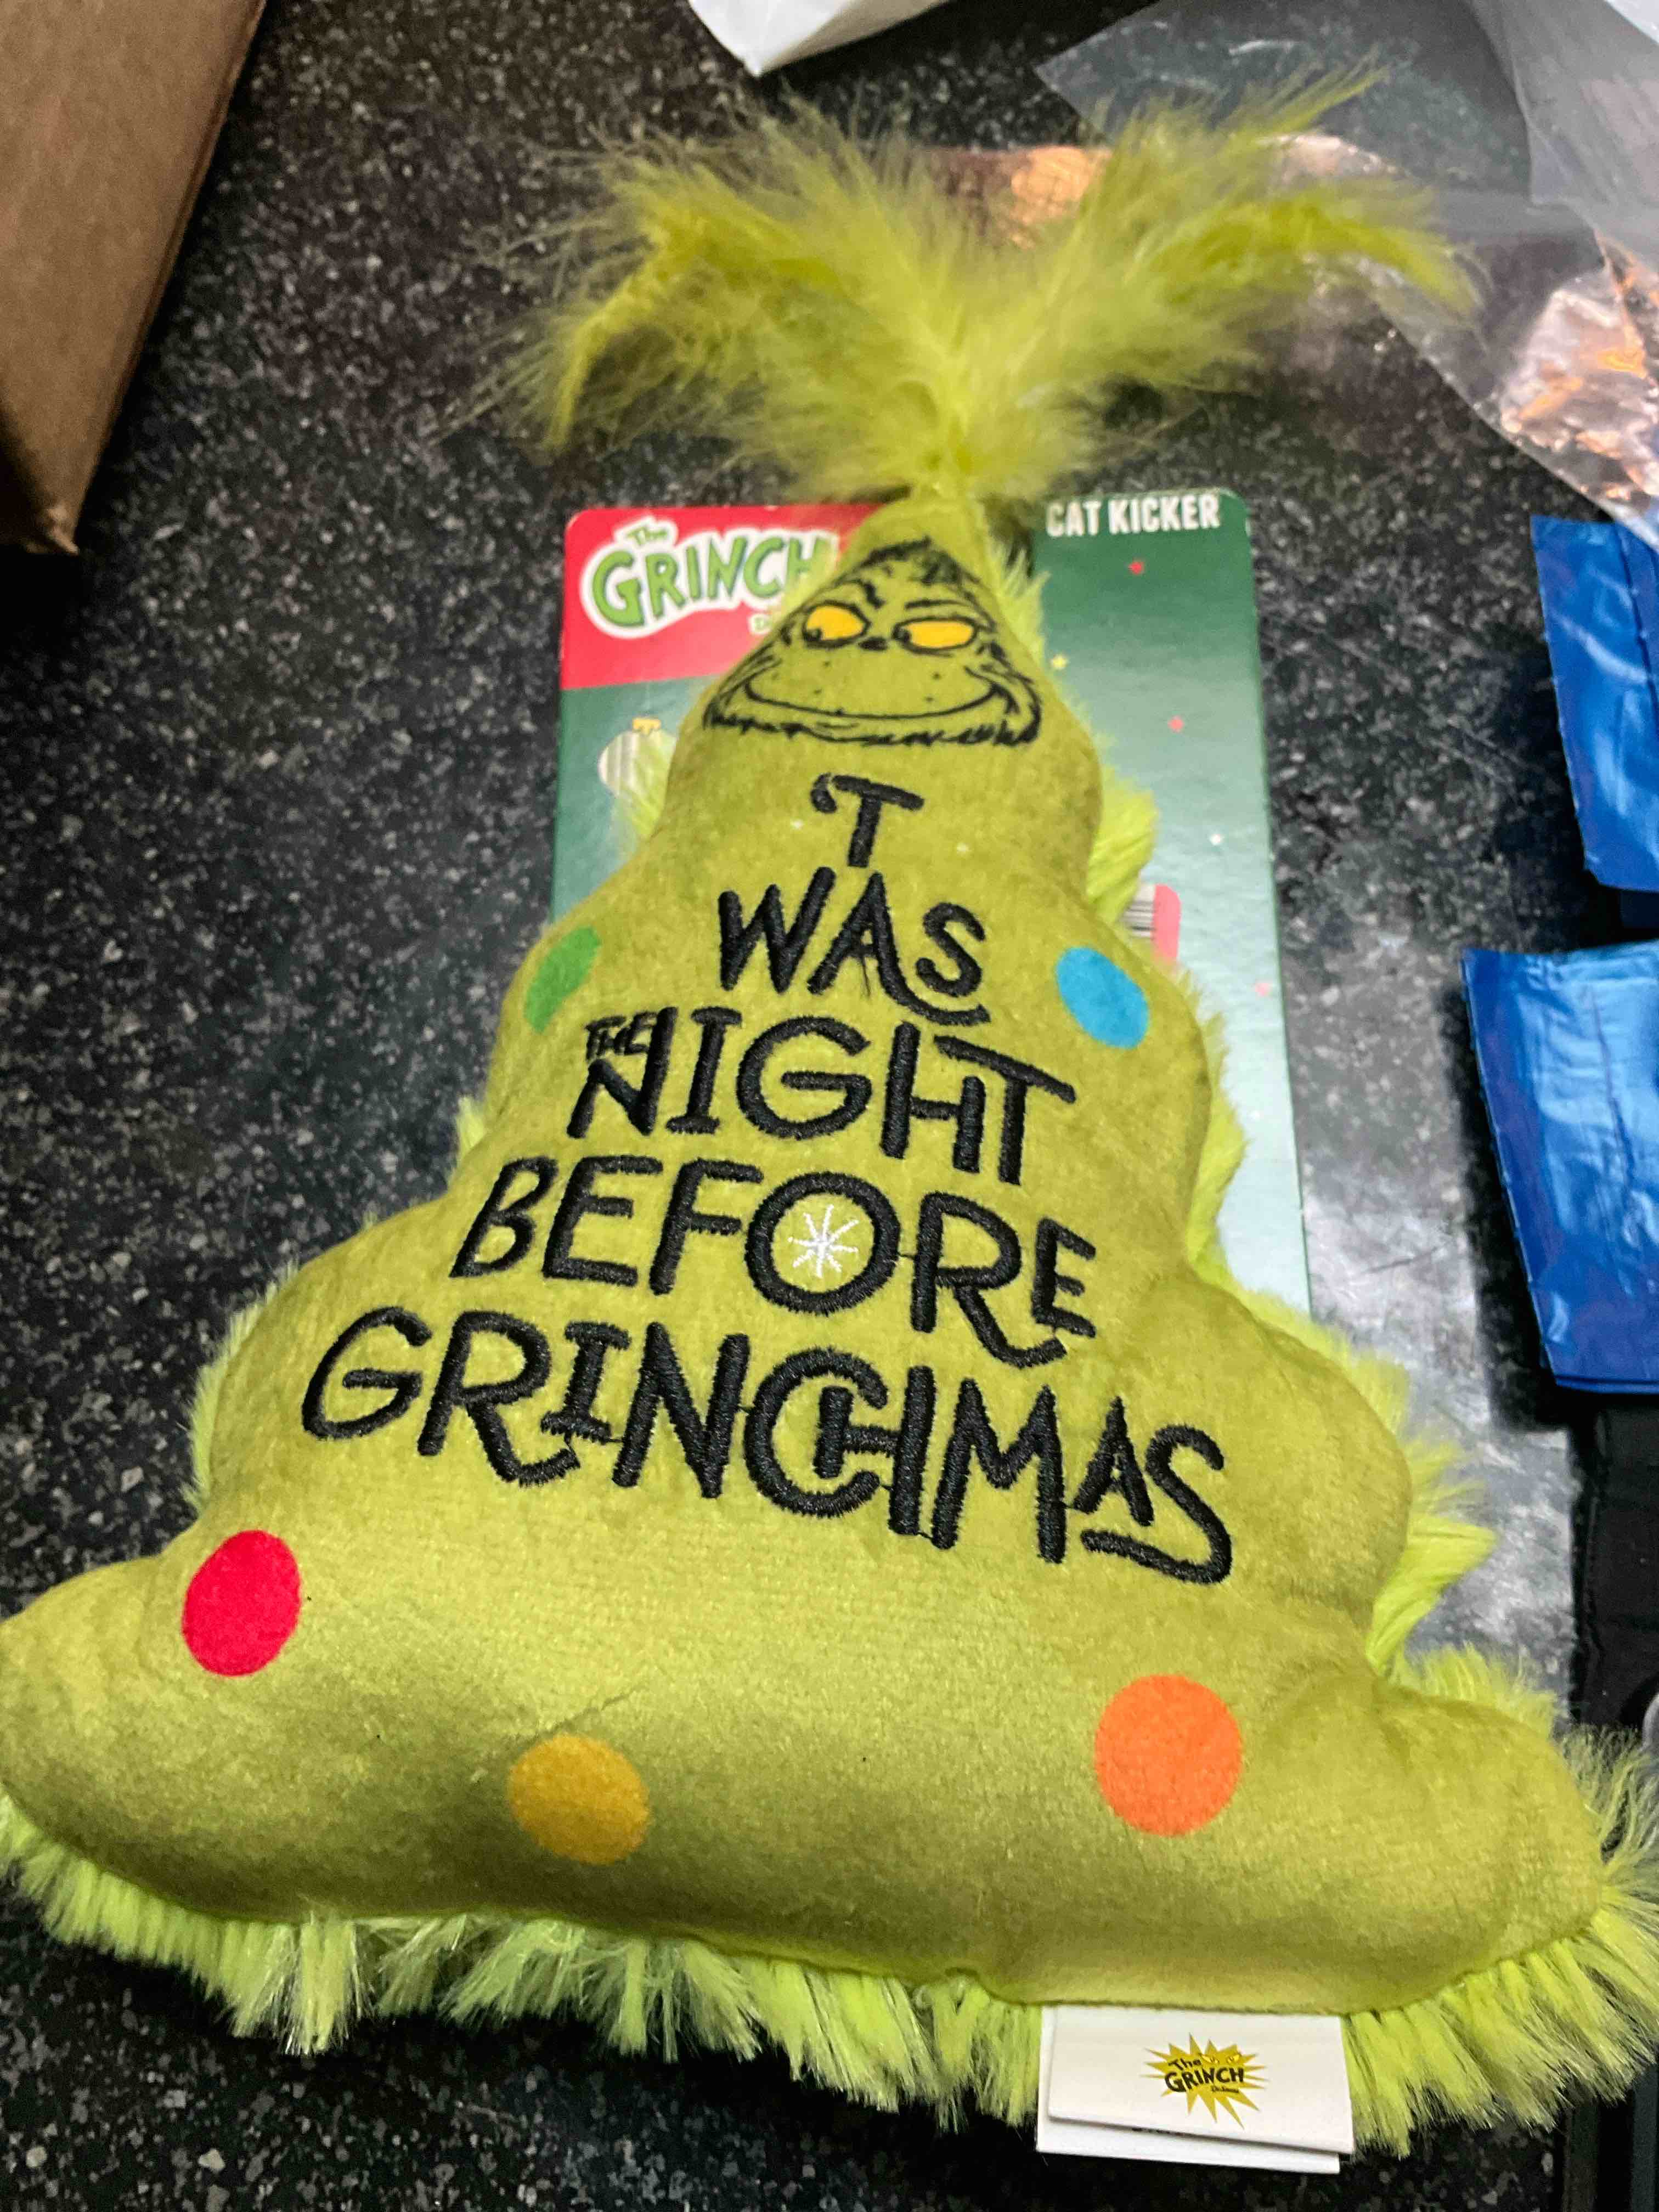 The
GRINCH
CAT KICKER
'T
WAS
THE
NIGHT
BEFORE
GRINCHMAS
The
GRINCH